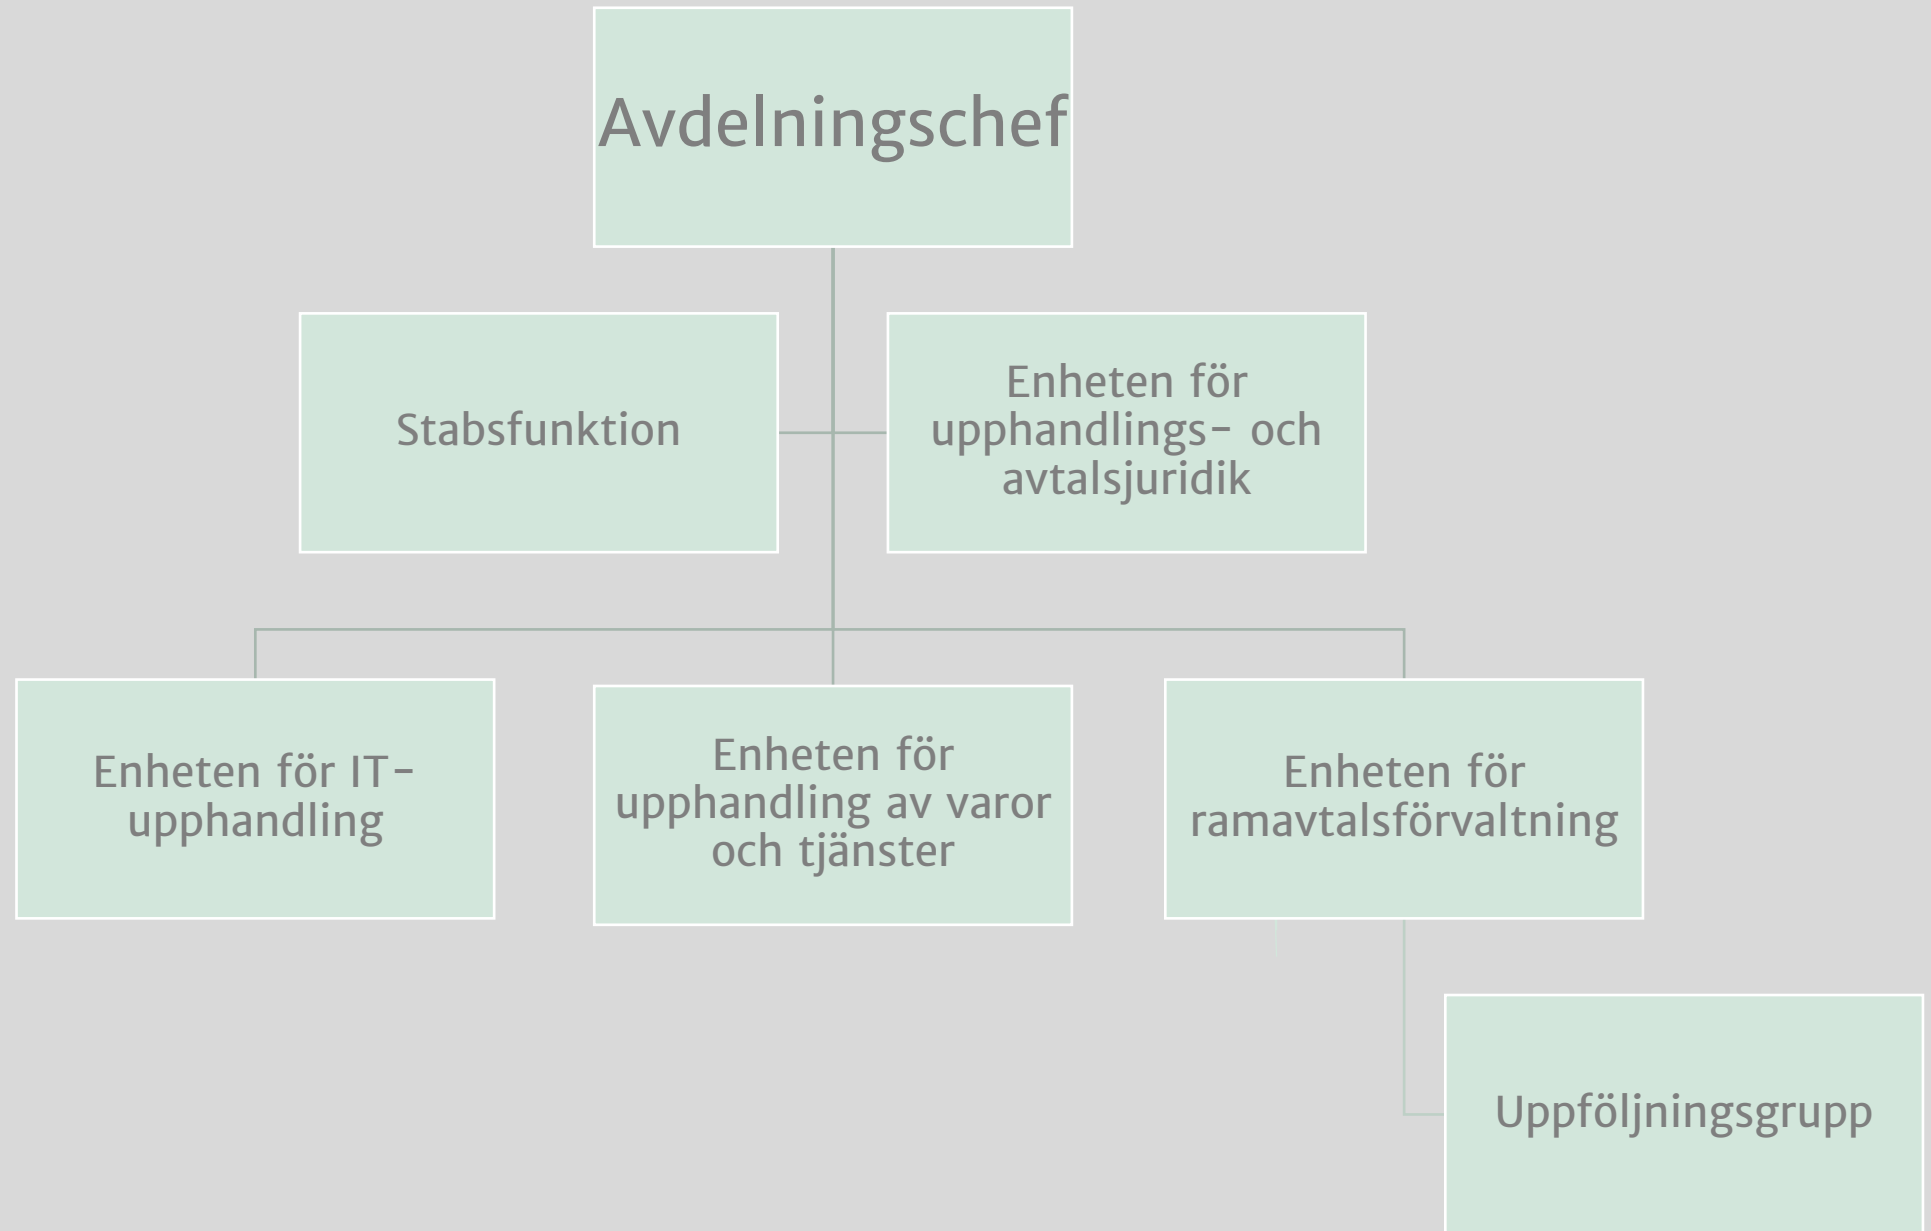 Avdelningschef
Stabsfunktion
Enheten för
upphandlings- och
avtalsjuridik
Enheten för IT-
upphandling
Enheten för
upphandling av varor
och tjänster
Enheten för
ramavtalsförvaltning
Uppföljningsgrupp